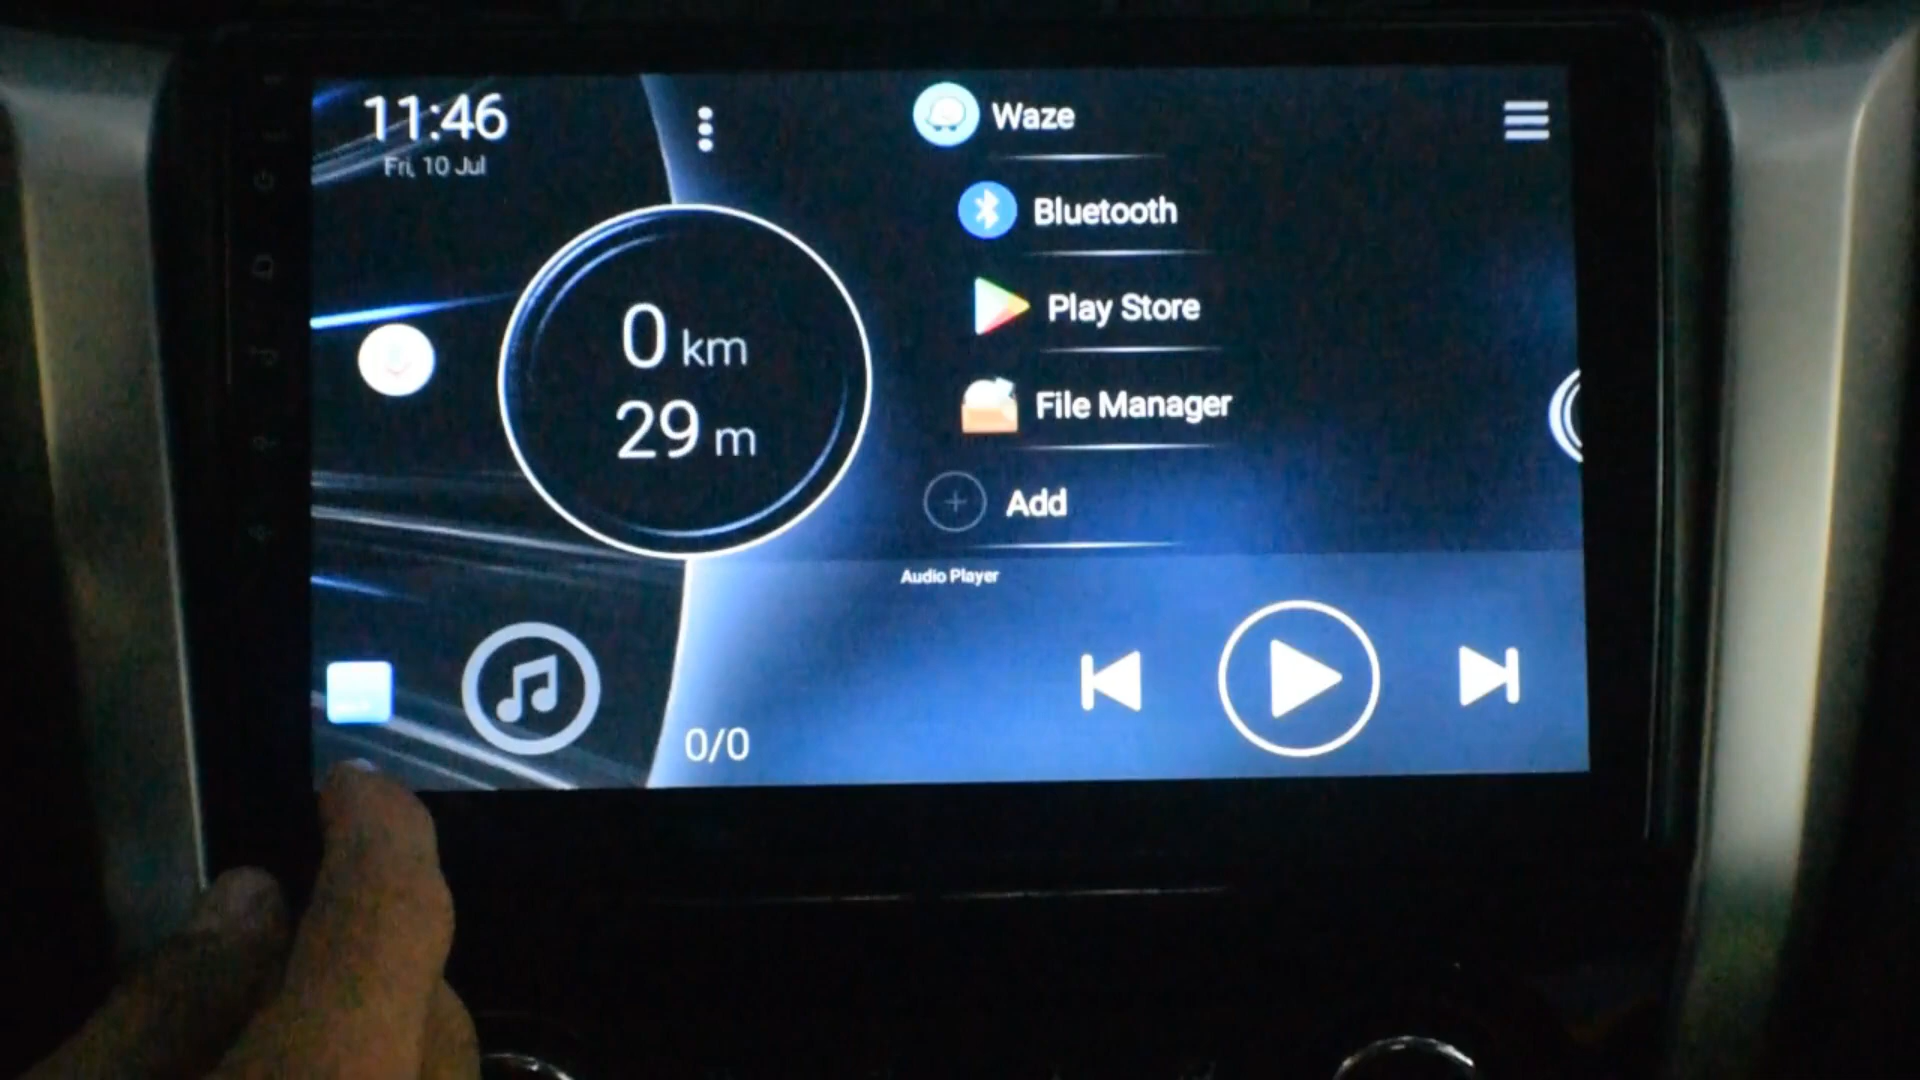 11:46
Fri, 10 Jul
0 km
29 m
Waze
Bluetooth
Play Store
File Manager
Add
Audio Player
0/0